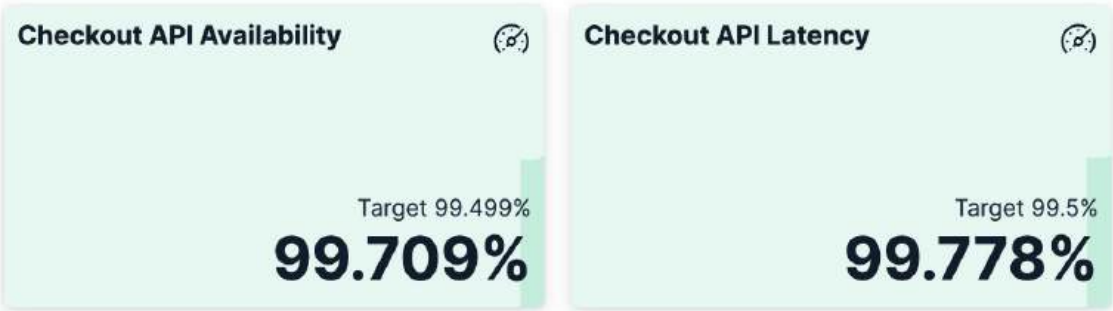 Checkout API Availability
Target 99.499%
99.709%
Checkout API Latency
Target 99.5%
99.778%